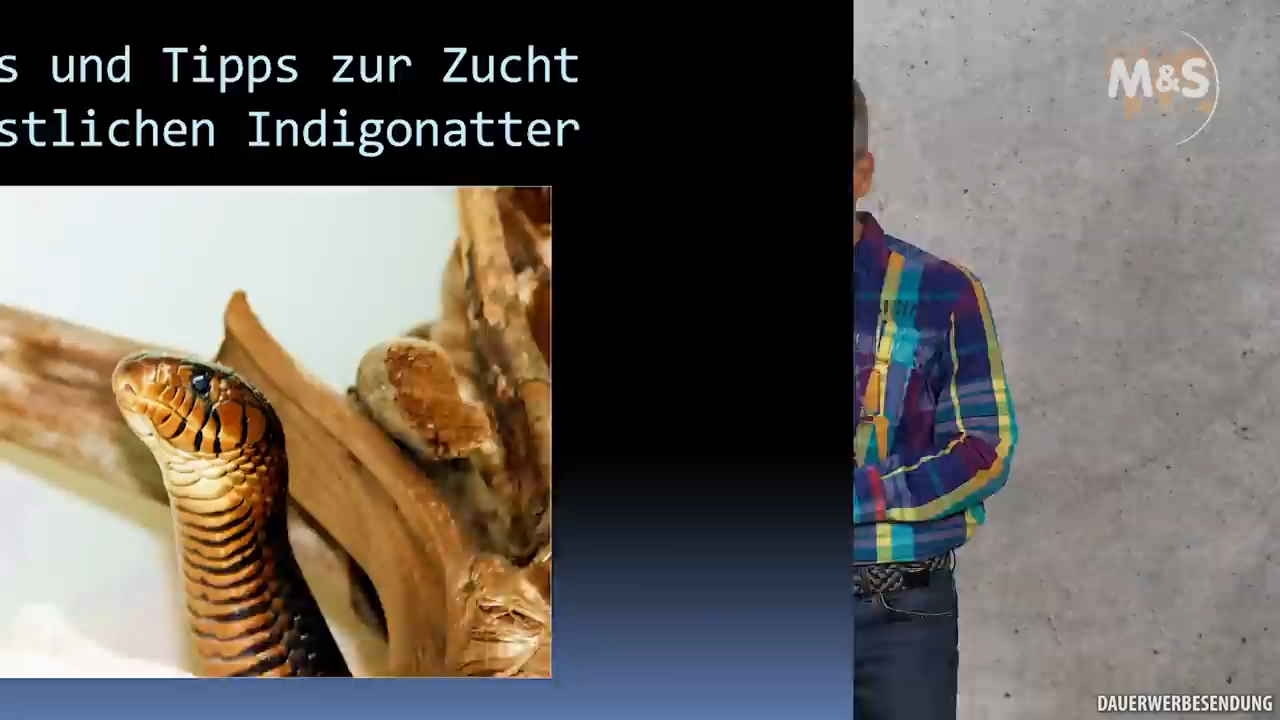 s und Tipps zur Zucht
stlichen Indigonatter
M&S
DAUERWERBESENDUNG